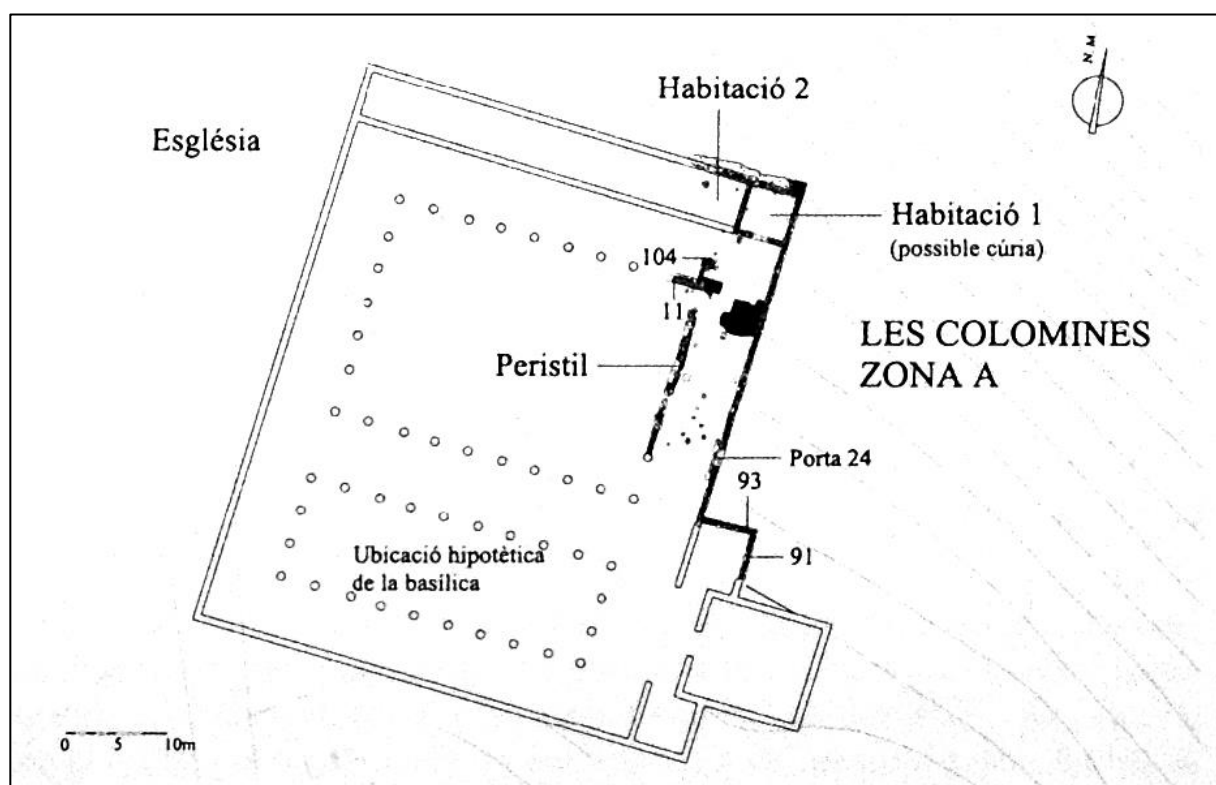 N M
Habitació 2
Església
Habitació 1
(possible cúria)
104
11
LES COLOMINES
ZONA A
Peristil
Porta 24
93
91
Ubicació hipotètica
de la basílica
0 5 10m